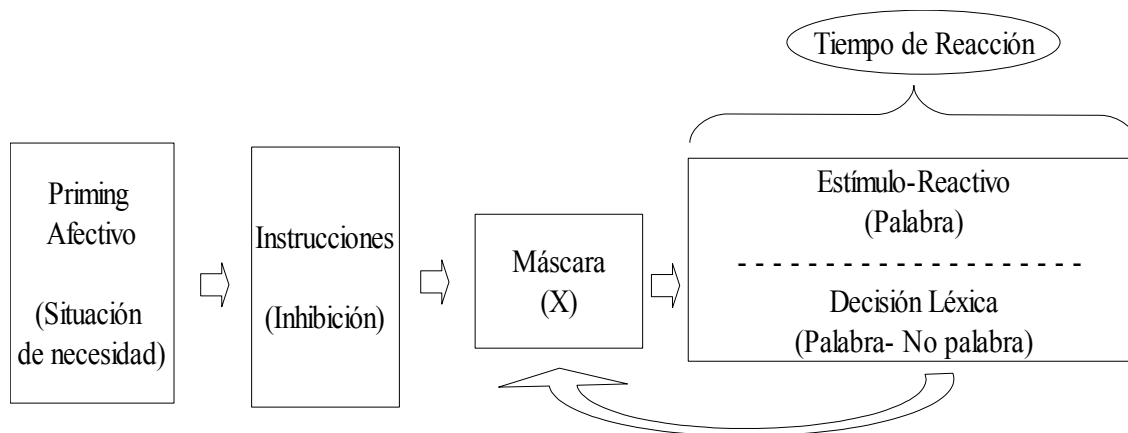 Tiempo de Reacción
Priming
Afectivo
(Situación
de necesidad)
Instrucciones
(Inhibición)
Máscara
(X)
Estímulo-Reactivo
(Palabra)
- - - - - - - - - - - - - - - - - - - -
Decisión Léxica
(Palabra- No palabra)